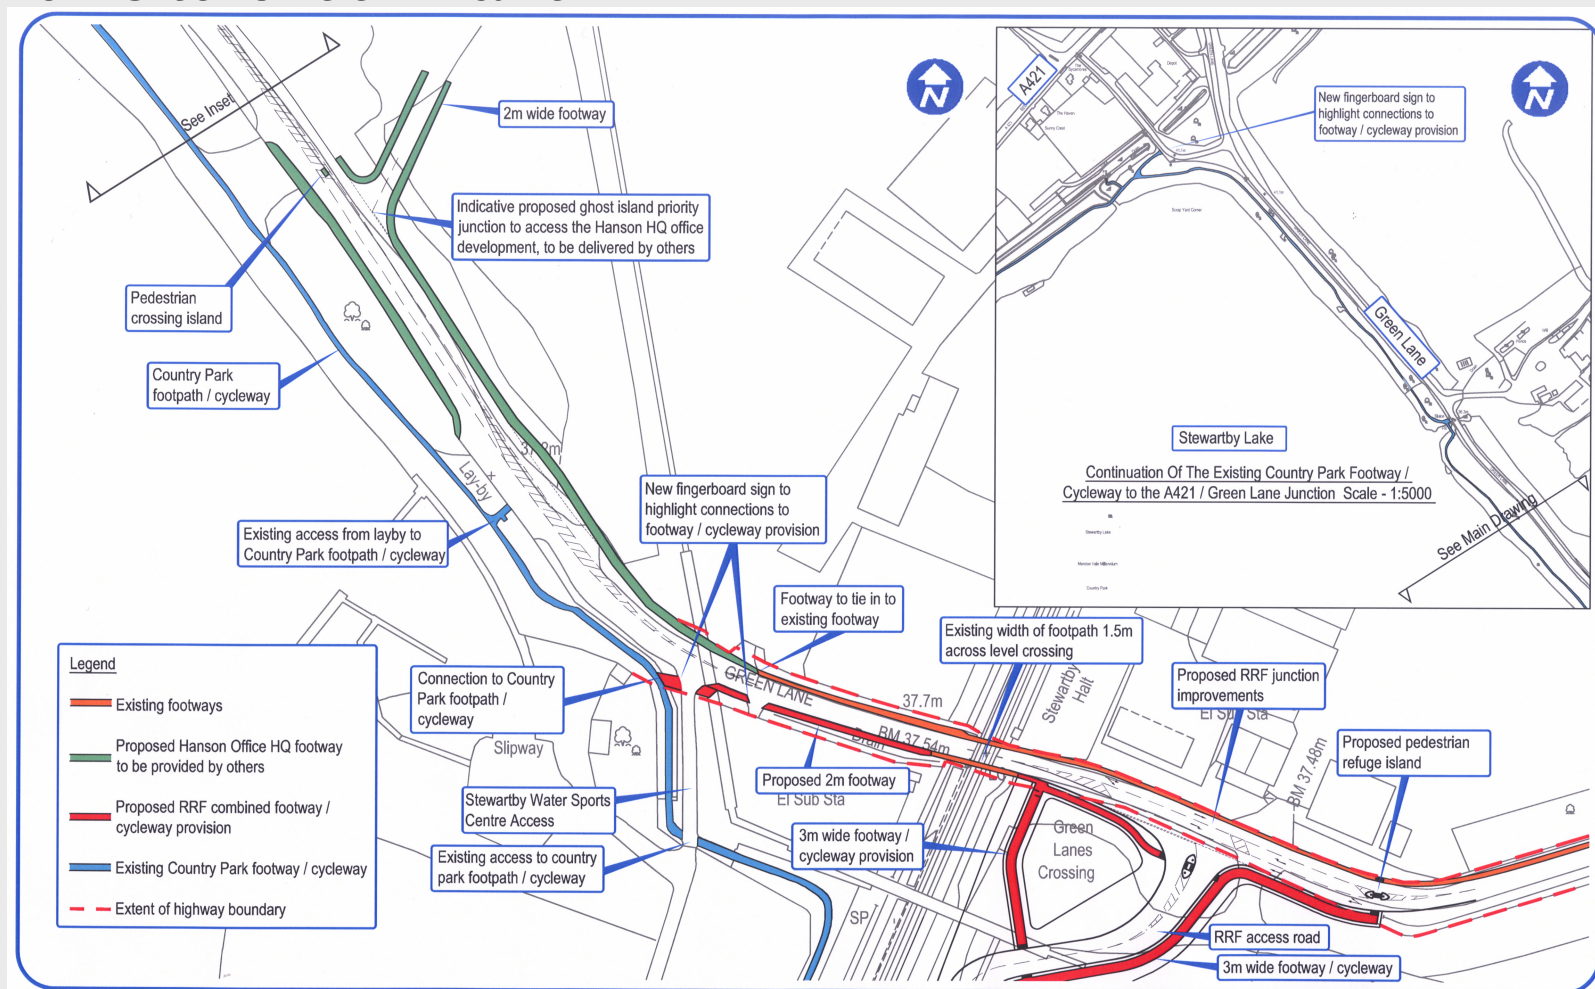 See Inset
N
2m wide footway
Indicative proposed ghost island priority
junction to access the Hanson HQ office
development, to be delivered by others
Pedestrian
crossing island
Country Park
footpath / cycleway
Lay-by
Existing access from layby to
Country Park footpath / cycleway
New fingerboard sign to
highlight connections to
footway / cycleway provision
Footway to tie in to
existing footway
Existing width of footpath 1.5m
across level crossing
Connection to Country
Park footpath /
cycleway
GREEN LANE
37.7m
BM 37.54m
Drain
Stewartby
Halt
Proposed RRF junction
improvements
El Sub Sta
BM 37.48m
Proposed pedestrian
refuge island
Slipway
Proposed 2m footway
El Sub Sta
Stewartby Water Sports
Centre Access
Existing access to country
park footpath / cycleway
3m wide footway /
cycleway provision
Green
Lanes
Crossing
SP
RRF access road
3m wide footway / cycleway
Legend
Existing footways
Proposed Hanson Office HQ footway
to be provided by others
Proposed RRF combined footway /
cycleway provision
Existing Country Park footway / cycleway
Extent of highway boundary
A421
Depot
New fingerboard sign to
highlight connections to
footway / cycleway provision
N
Green Lane
Stewartby Lake
Continuation Of The Existing Country Park Footway /
Cycleway to the A421 / Green Lane Junction Scale - 1:5000
Stewartby Lake
Country Park
See Main Drawing